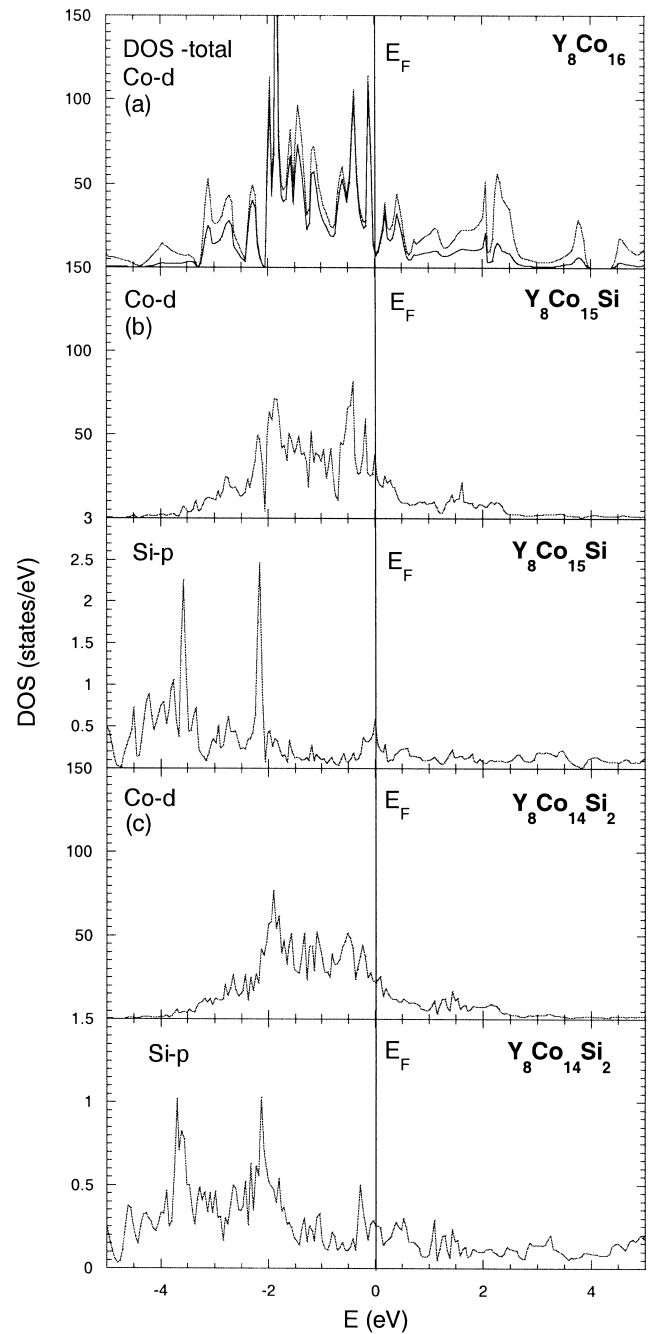 150
DOS -total
Co-d
(a)
E_F
Y_8Co_16
100
50
150
Co-d
(b)
E_F
Y_8Co_15Si
100
50
3
Si-p
E_F
Y_8Co_15Si
2.5
2
1.5
1
0.5
150
Co-d
(c)
E_F
Y_8Co_14Si_2
100
50
1.5
Si-p
E_F
Y_8Co_14Si_2
1
0.5
0
DOS (states/eV)
-4 -2 0 2 4
E (eV)